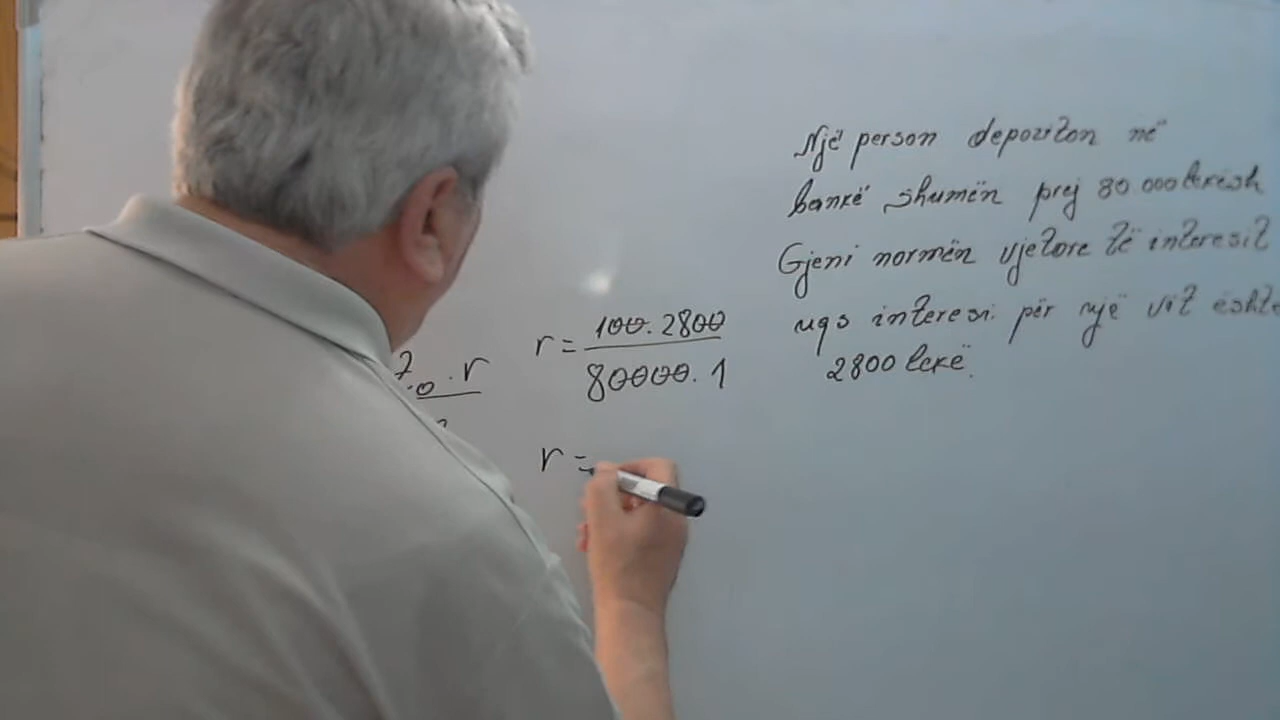 Një person depoziton në
bankë shumën prej 80 000 lekësh
Gjeni normën vjetore të interesit
nqs interesi për një vit është
2800 lekë.
r = 100 . 2800
80000 . 1
. r
r =